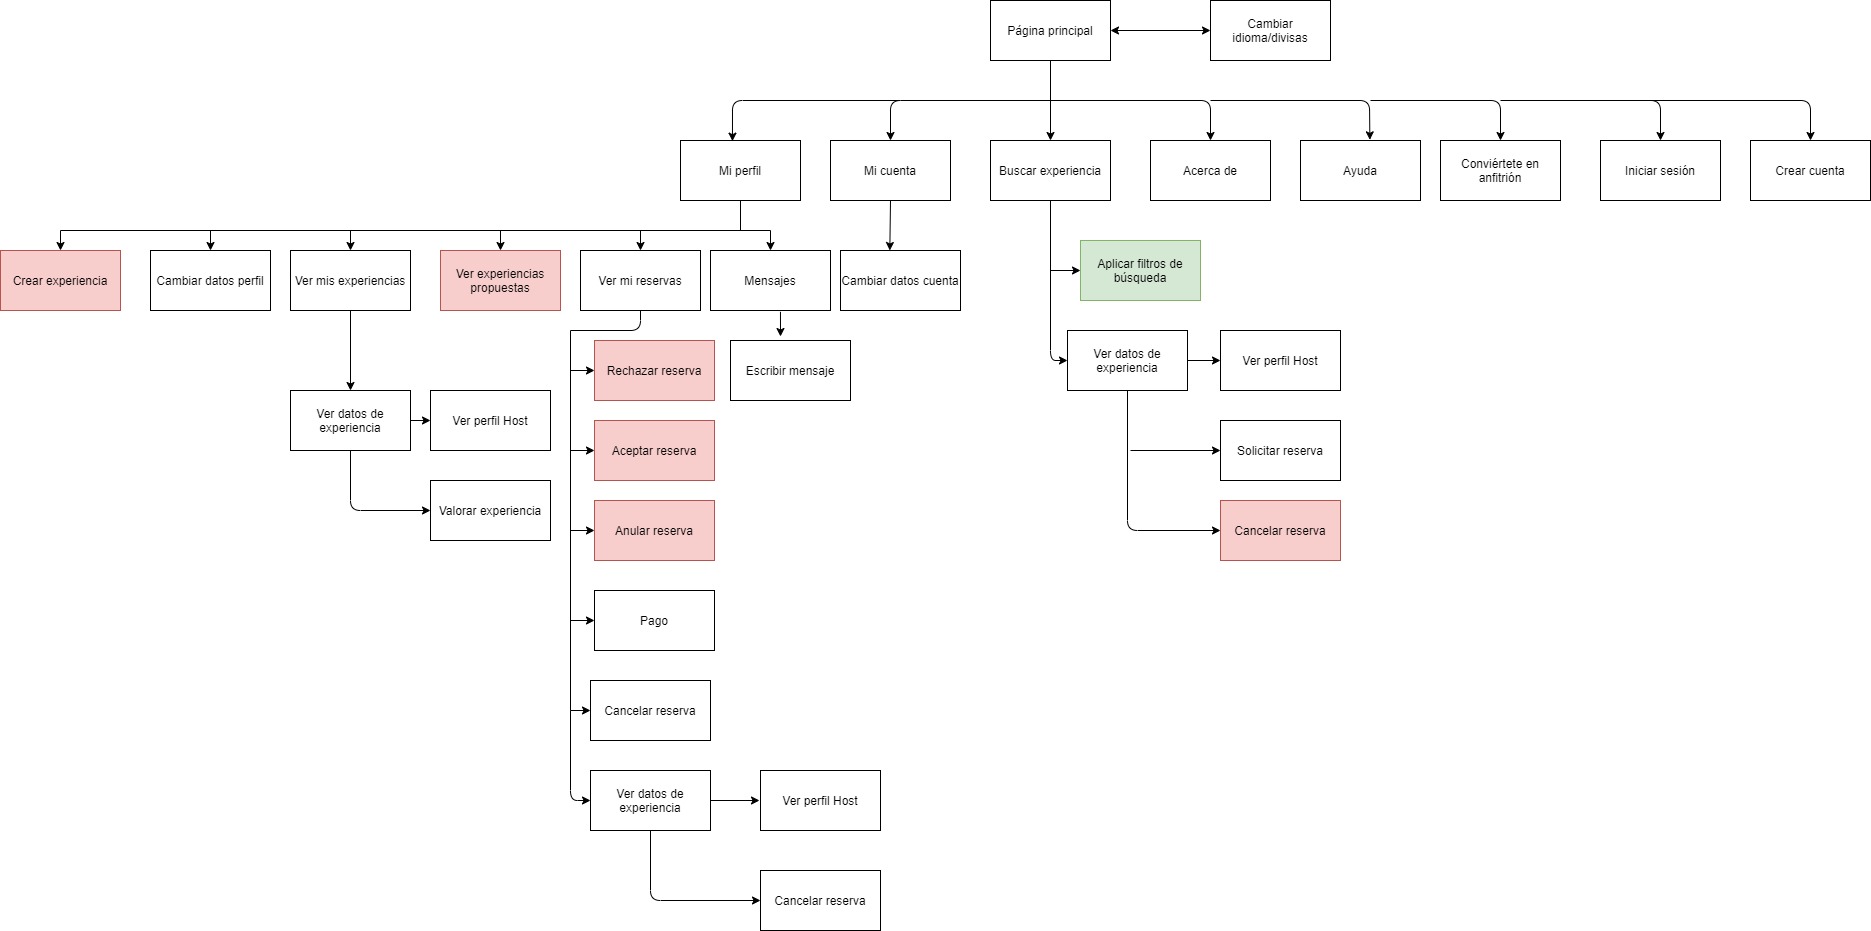 Página principal
Cambiar
idioma/divisas
Mi perfil
Mi cuenta
Buscar experiencia
Acerca de
Ayuda
Conviértete en
anfitrión
Iniciar sesión
Crear cuenta
Crear experiencia
Cambiar datos perfil
Ver mis experiencias
Ver experiencias
propuestas
Ver mi reservas
Mensajes
Cambiar datos cuenta
Aplicar filtros de
búsqueda
Rechazar reserva
Escribir mensaje
Ver datos de
experiencia
Ver perfil Host
Ver datos de
experiencia
Ver perfil Host
Aceptar reserva
Solicitar reserva
Valorar experiencia
Anular reserva
Cancelar reserva
Pago
Cancelar reserva
Ver datos de
experiencia
Ver perfil Host
Cancelar reserva